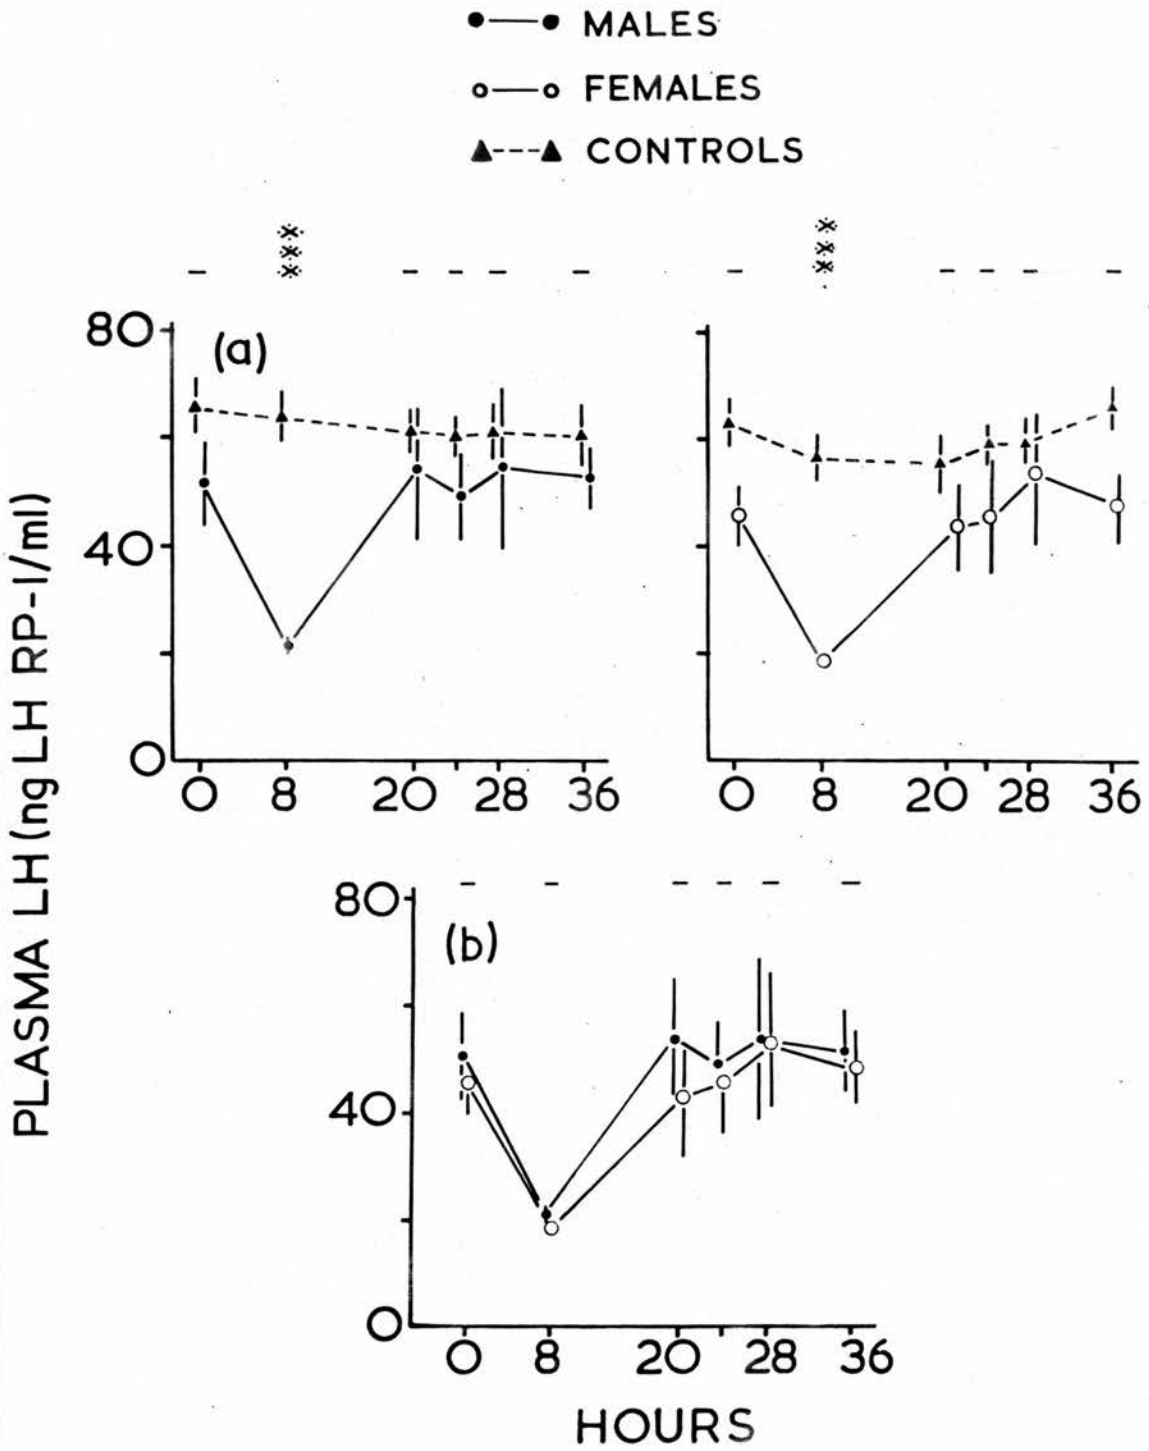 MALES
FEMALES
CONTROLS
* *
* *
- * - - - - - * - - - -
80 (a)
40
0
0 8 20 28 36 0 8 20 28 36
PLASMA LH (ng LH RP-1/ml)
- - - - - -
80 (b)
40
0
0 8 20 28 36
HOURS